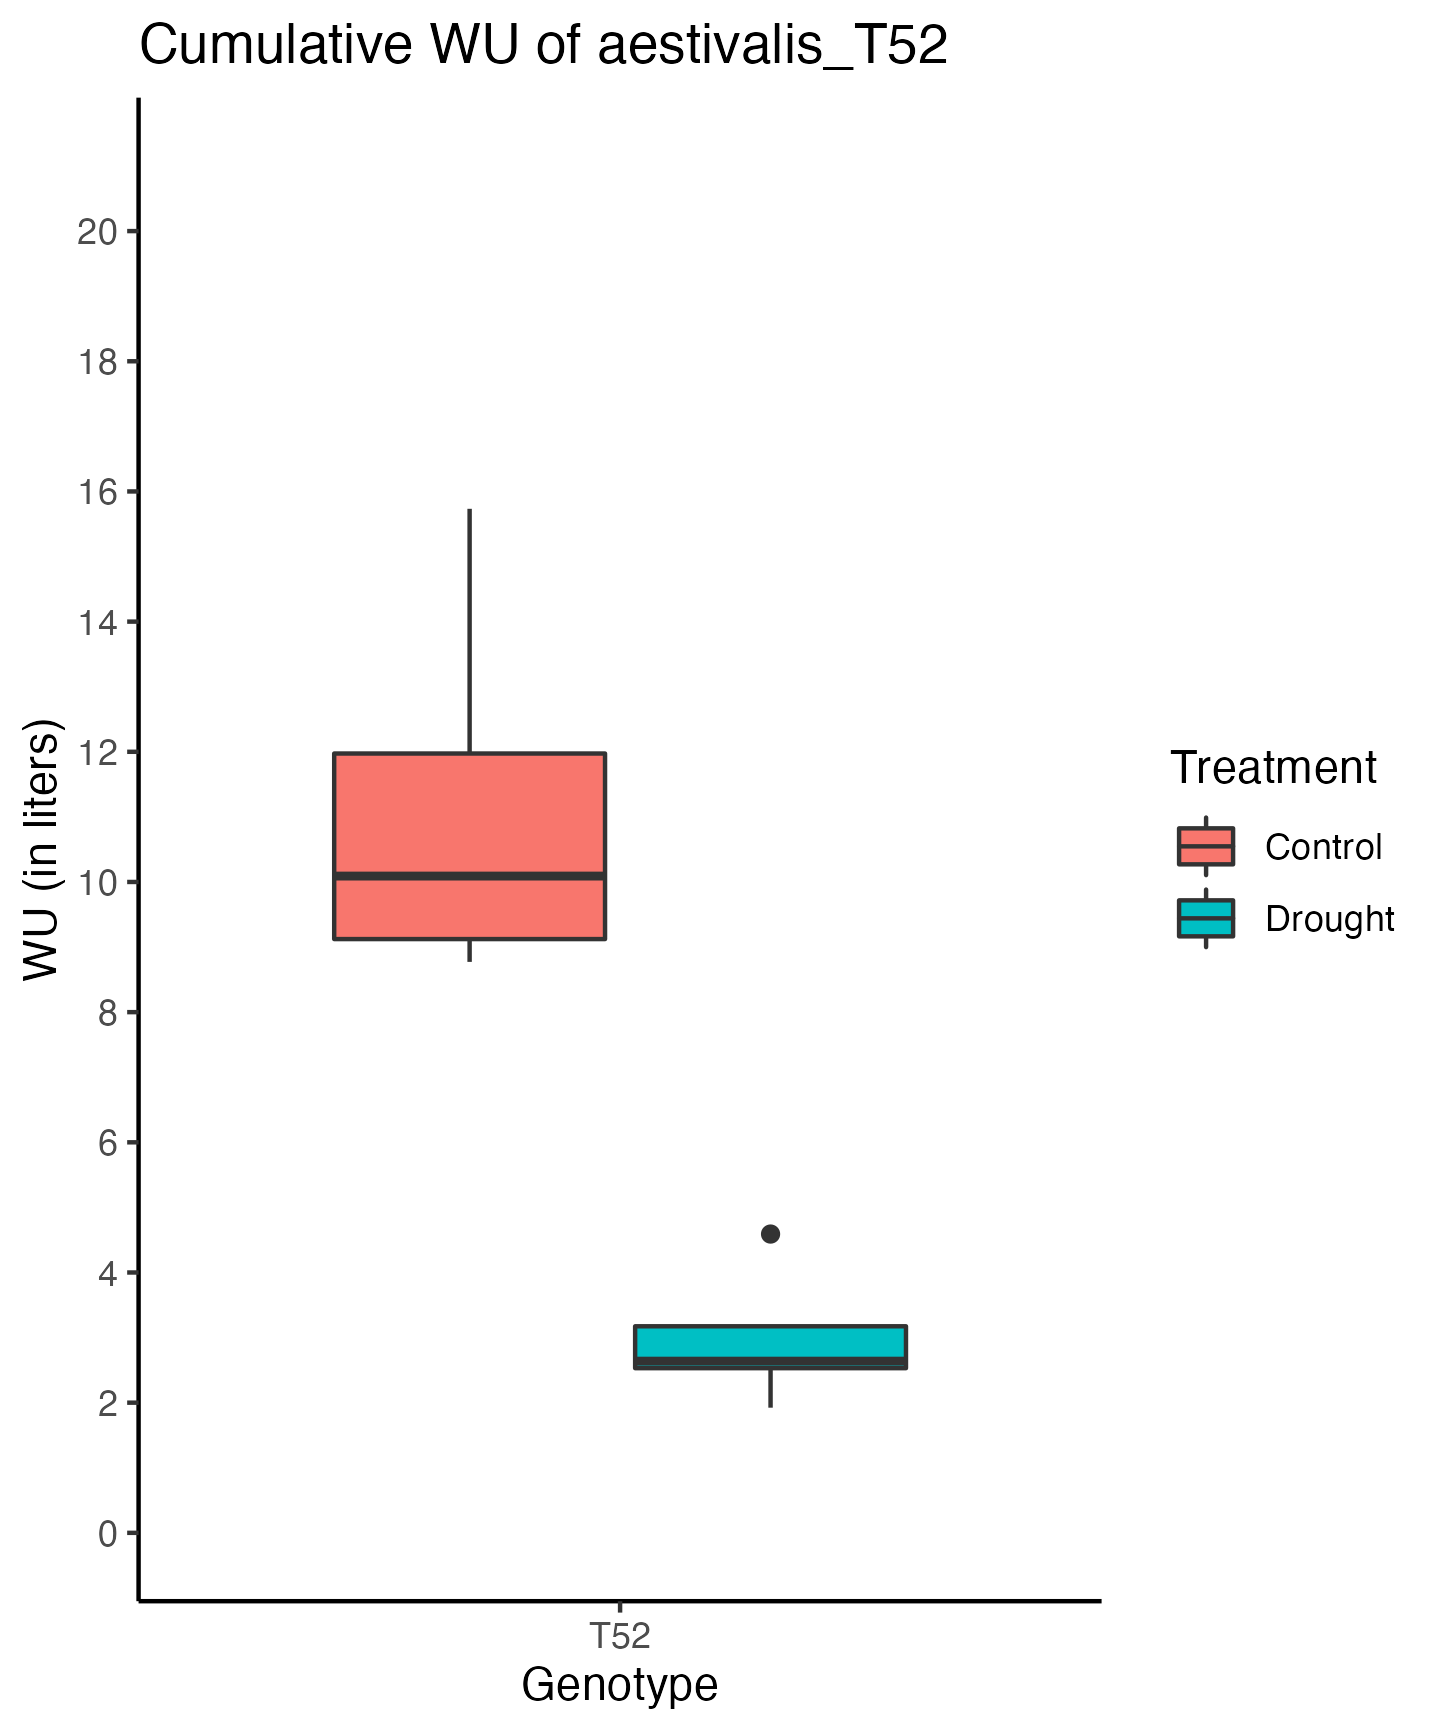 Cumulative WU of aestivalis_T52
WU (in liters)
20
18
16
14
12
10
8
6
4
2
0
T52
Genotype
Treatment
Control
Drought